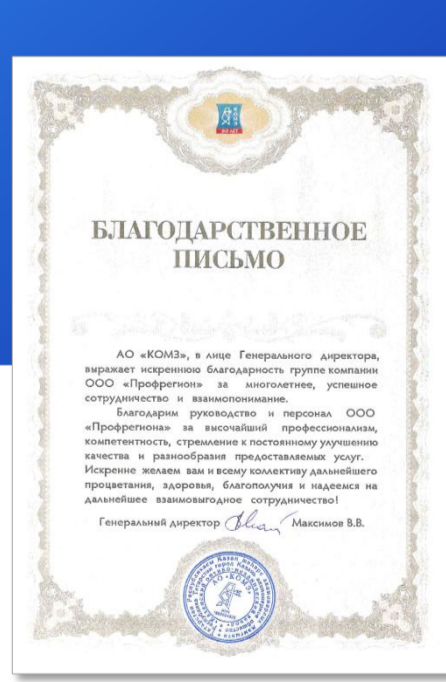 БЛАГОДАРСТВЕННОЕ
ПИСЬМО
АО «КОМЗ», в лице Генерального директора,
выражает искреннюю благодарность группе компании
ООО «Профрегион» за многолетнее, успешное
сотрудничество и взаимопонимание.
Благодарим руководство и персонал ООО
«Профрегиона» за высочайший профессионализм,
компетентность, стремление к постоянному улучшению
качества и разнообразия предоставляемых услуг.
Искренне желаем вам и всему коллективу дальнейшего
процветания, здоровья, благополучия и надеемся на
дальнейшее взаимовыгодное сотрудничество!
Генеральный директор Максимов В.В.
АО «КОМЗ»